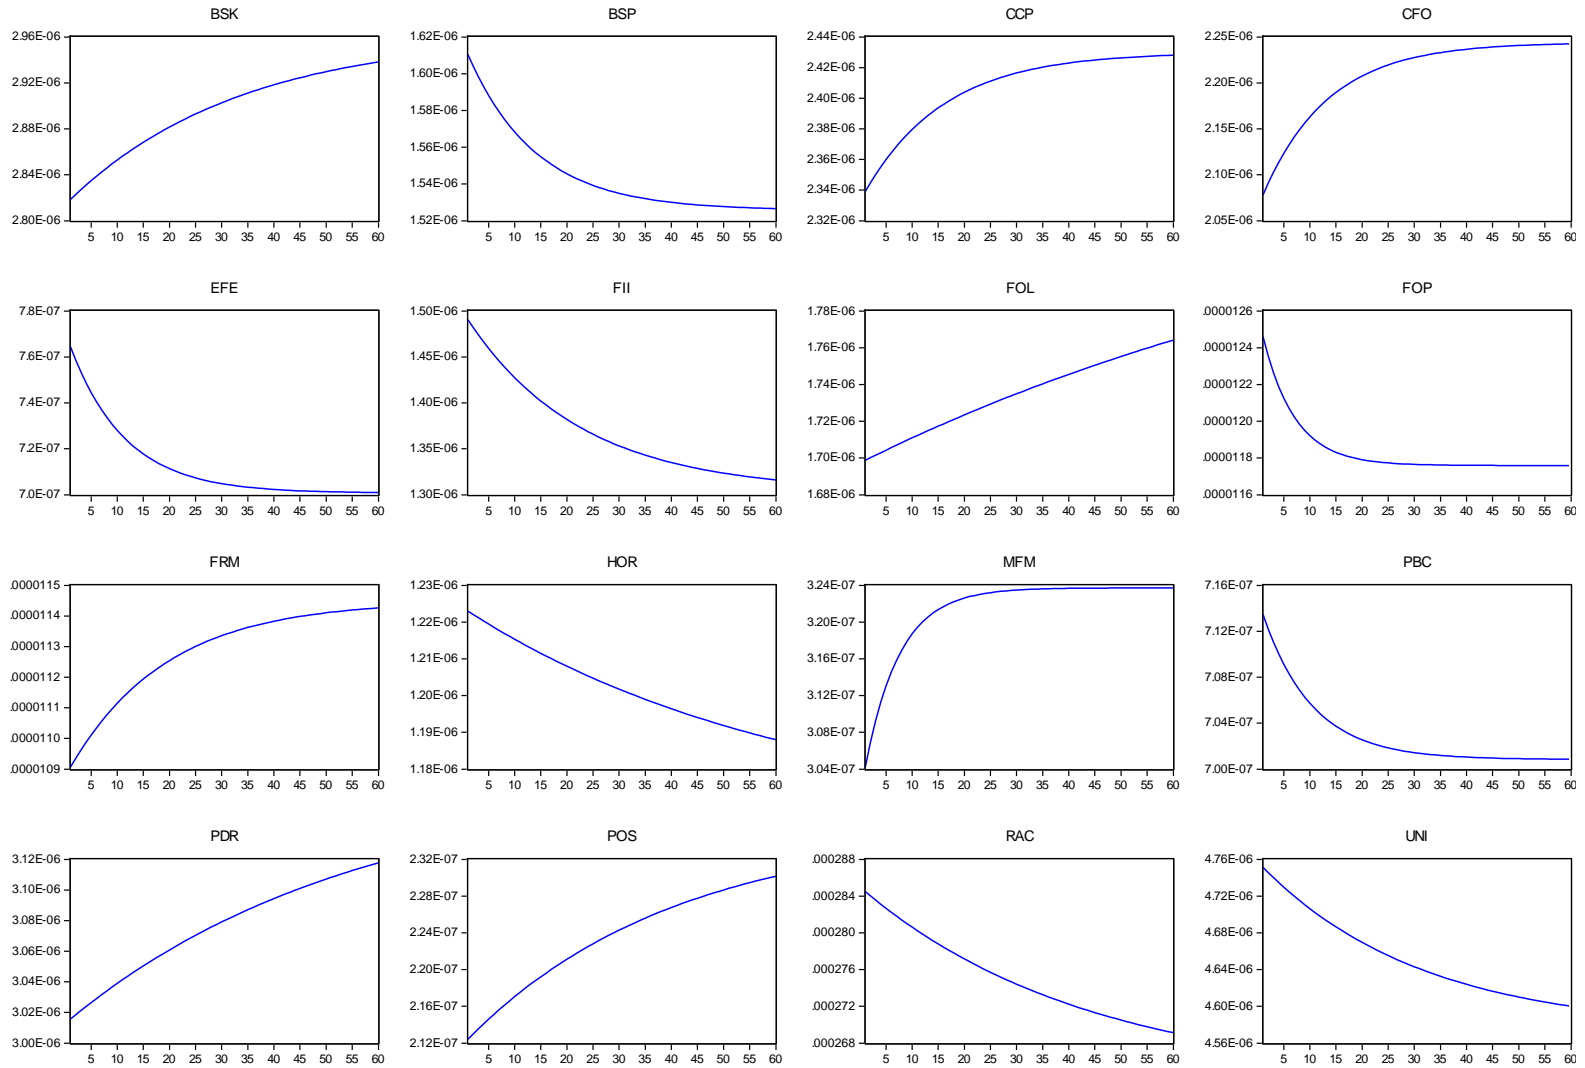 BSK
2.96E-06
2.92E-06
2.88E-06
2.84E-06
2.80E-06
5 10 15 20 25 30 35 40 45 50 55 60
BSP
1.62E-06
1.60E-06
1.58E-06
1.56E-06
1.54E-06
1.52E-06
5 10 15 20 25 30 35 40 45 50 55 60
CCP
2.44E-06
2.42E-06
2.40E-06
2.38E-06
2.36E-06
2.34E-06
2.32E-06
5 10 15 20 25 30 35 40 45 50 55 60
CFO
2.25E-06
2.20E-06
2.15E-06
2.10E-06
2.05E-06
5 10 15 20 25 30 35 40 45 50 55 60
EFE
7.8E-07
7.6E-07
7.4E-07
7.2E-07
7.0E-07
5 10 15 20 25 30 35 40 45 50 55 60
FII
1.50E-06
1.45E-06
1.40E-06
1.35E-06
1.30E-06
5 10 15 20 25 30 35 40 45 50 55 60
FOL
1.78E-06
1.76E-06
1.74E-06
1.72E-06
1.70E-06
1.68E-06
5 10 15 20 25 30 35 40 45 50 55 60
FOP
.0000126
.0000124
.0000122
.0000120
.0000118
.0000116
5 10 15 20 25 30 35 40 45 50 55 60
FRM
.0000115
.0000114
.0000113
.0000112
.0000111
.0000110
.0000109
5 10 15 20 25 30 35 40 45 50 55 60
HOR
1.23E-06
1.22E-06
1.21E-06
1.20E-06
1.19E-06
1.18E-06
5 10 15 20 25 30 35 40 45 50 55 60
MFM
3.24E-07
3.20E-07
3.16E-07
3.12E-07
3.08E-07
3.04E-07
5 10 15 20 25 30 35 40 45 50 55 60
PBC
7.16E-07
7.12E-07
7.08E-07
7.04E-07
7.00E-07
5 10 15 20 25 30 35 40 45 50 55 60
PDR
3.12E-06
3.10E-06
3.08E-06
3.06E-06
3.04E-06
3.02E-06
3.00E-06
5 10 15 20 25 30 35 40 45 50 55 60
POS
2.32E-07
2.28E-07
2.24E-07
2.20E-07
2.16E-07
2.12E-07
5 10 15 20 25 30 35 40 45 50 55 60
RAC
.000288
.000284
.000280
.000276
.000272
.000268
5 10 15 20 25 30 35 40 45 50 55 60
UNI
4.76E-06
4.72E-06
4.68E-06
4.64E-06
4.60E-06
4.56E-06
5 10 15 20 25 30 35 40 45 50 55 60